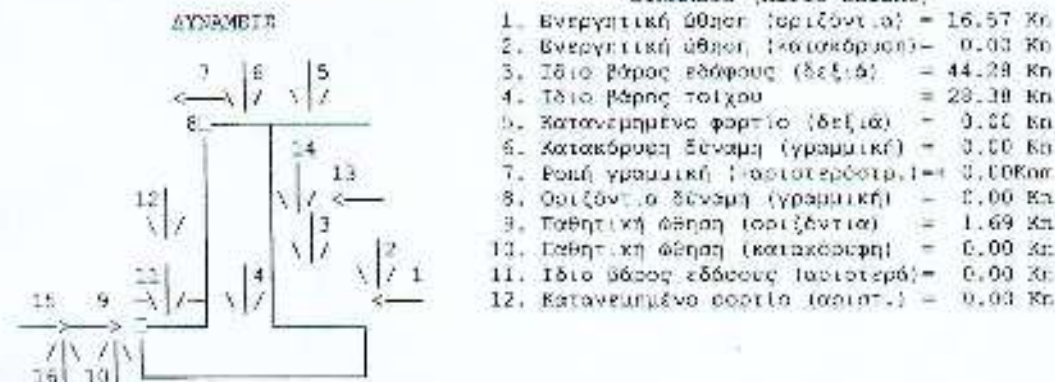 ΔΥΝΑΜΕΙΣ
1. Ενεργητική ώθηση (οριζόντια) = 16.57 Kn
2. Ενεργητική ώθηση (κατακόρυφη)= 0.00 Kn
3. Ιδιο βάρος εδάφους (δεξιά) = 44.28 Kn
4. Ιδιο βάρος τοίχου = 28.38 Kn
5. Κατανεμημένο φορτίο (δεξιά) = 0.00 Kn
6. Κατακόρυφη δύναμη (γραμμική) = 0.00 Kn
7. Ροπή γραμμική (+αριστερόστρ.)=+ 0.00Knm
8. Οριζόντια δύναμη (γραμμική) = 0.00 Kn
9. Παθητική ώθηση (οριζόντια) = 1.69 Kn
10. Παθητική ώθηση (κατακόρυφη) = 0.00 Kn
11. Ιδιο βάρος εδάφους (αριστερά)= 0.00 Kn
12. Κατανεμημένο φορτίο (αριστ.) = 0.00 Kn
7 6 5
8
14
13
12
3
2
11 4 1
15 9
16 10